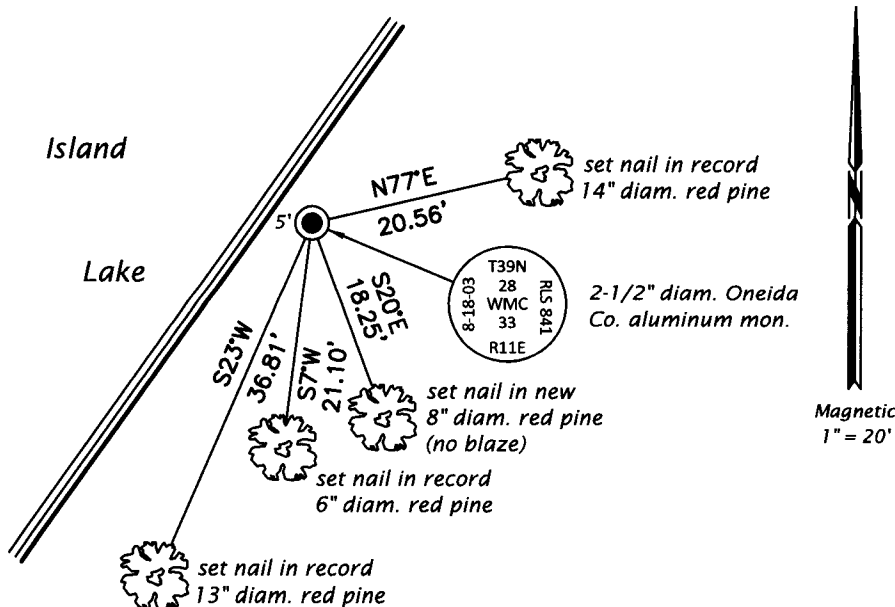 Island
Lake
5'
N77°E
20.56'
set nail in record
14" diam. red pine
T39N
28
WMC
33
R11E
8-18-03
RLS 841
2-1/2" diam. Oneida
Co. aluminum mon.
S20°E
18.25'
S7°W
21.10'
S23°W
36.81'
set nail in new
8" diam. red pine
(no blaze)
set nail in record
6" diam. red pine
set nail in record
13" diam. red pine
N
Magnetic
1" = 20'